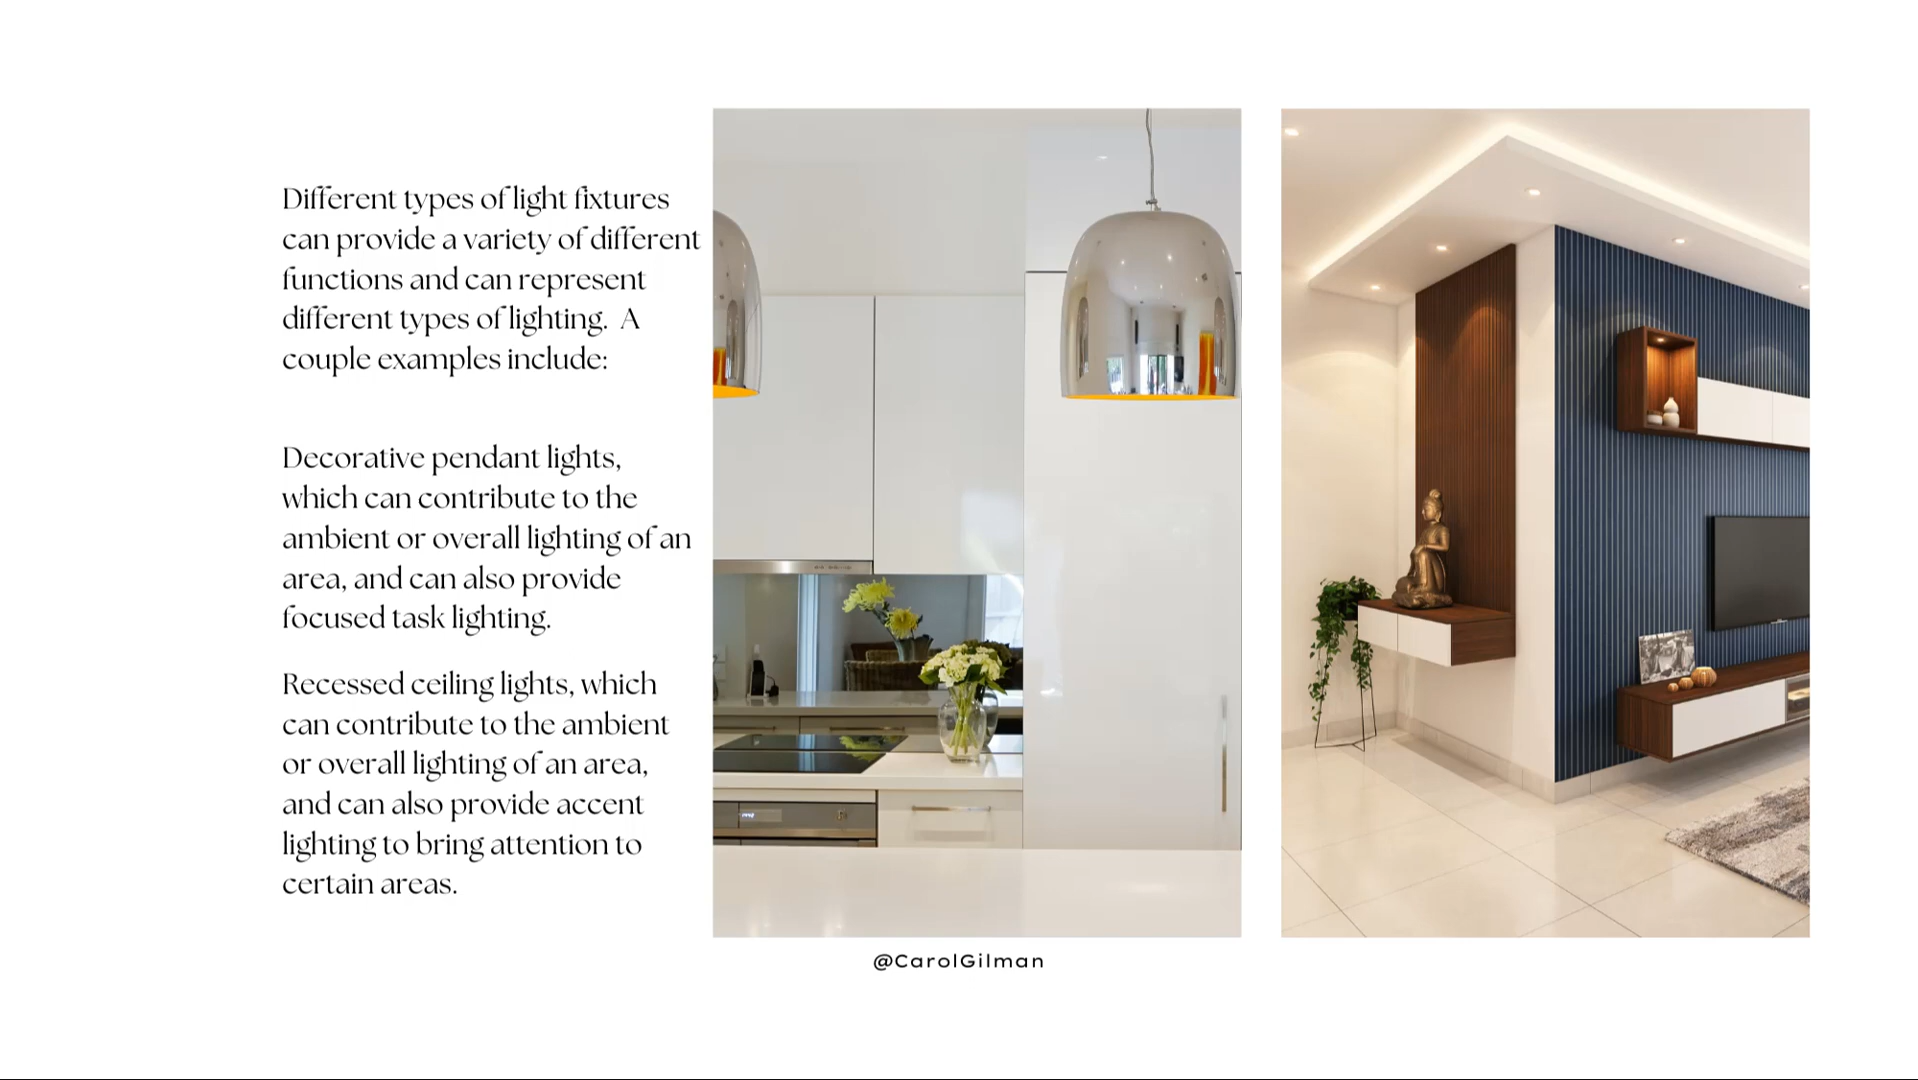 Different types of light fixtures
can provide a variety of different
functions and can represent
different types of lighting.  A
couple examples include:
Decorative pendant lights,
which can contribute to the
ambient or overall lighting of an
area, and can also provide
focused task lighting.
Recessed ceiling lights, which
can contribute to the ambient
or overall lighting of an area,
and can also provide accent
lighting to bring attention to
certain areas.
@CarolGilman